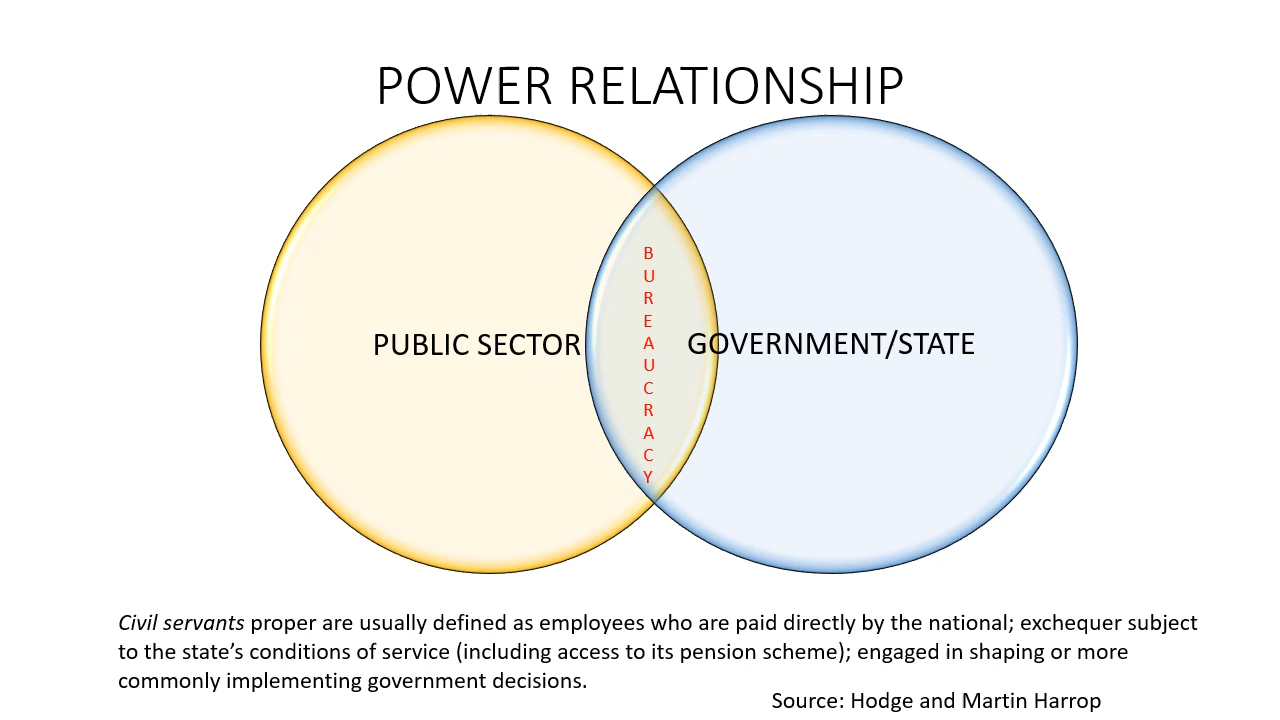 POWER RELATIONSHIP
PUBLIC SECTOR
BUREAUCRACY
GOVERNMENT/STATE
Civil servants proper are usually defined as employees who are paid directly by the national; exchequer subject
to the state’s conditions of service (including access to its pension scheme); engaged in shaping or more
commonly implementing government decisions.
Source: Hodge and Martin Harrop